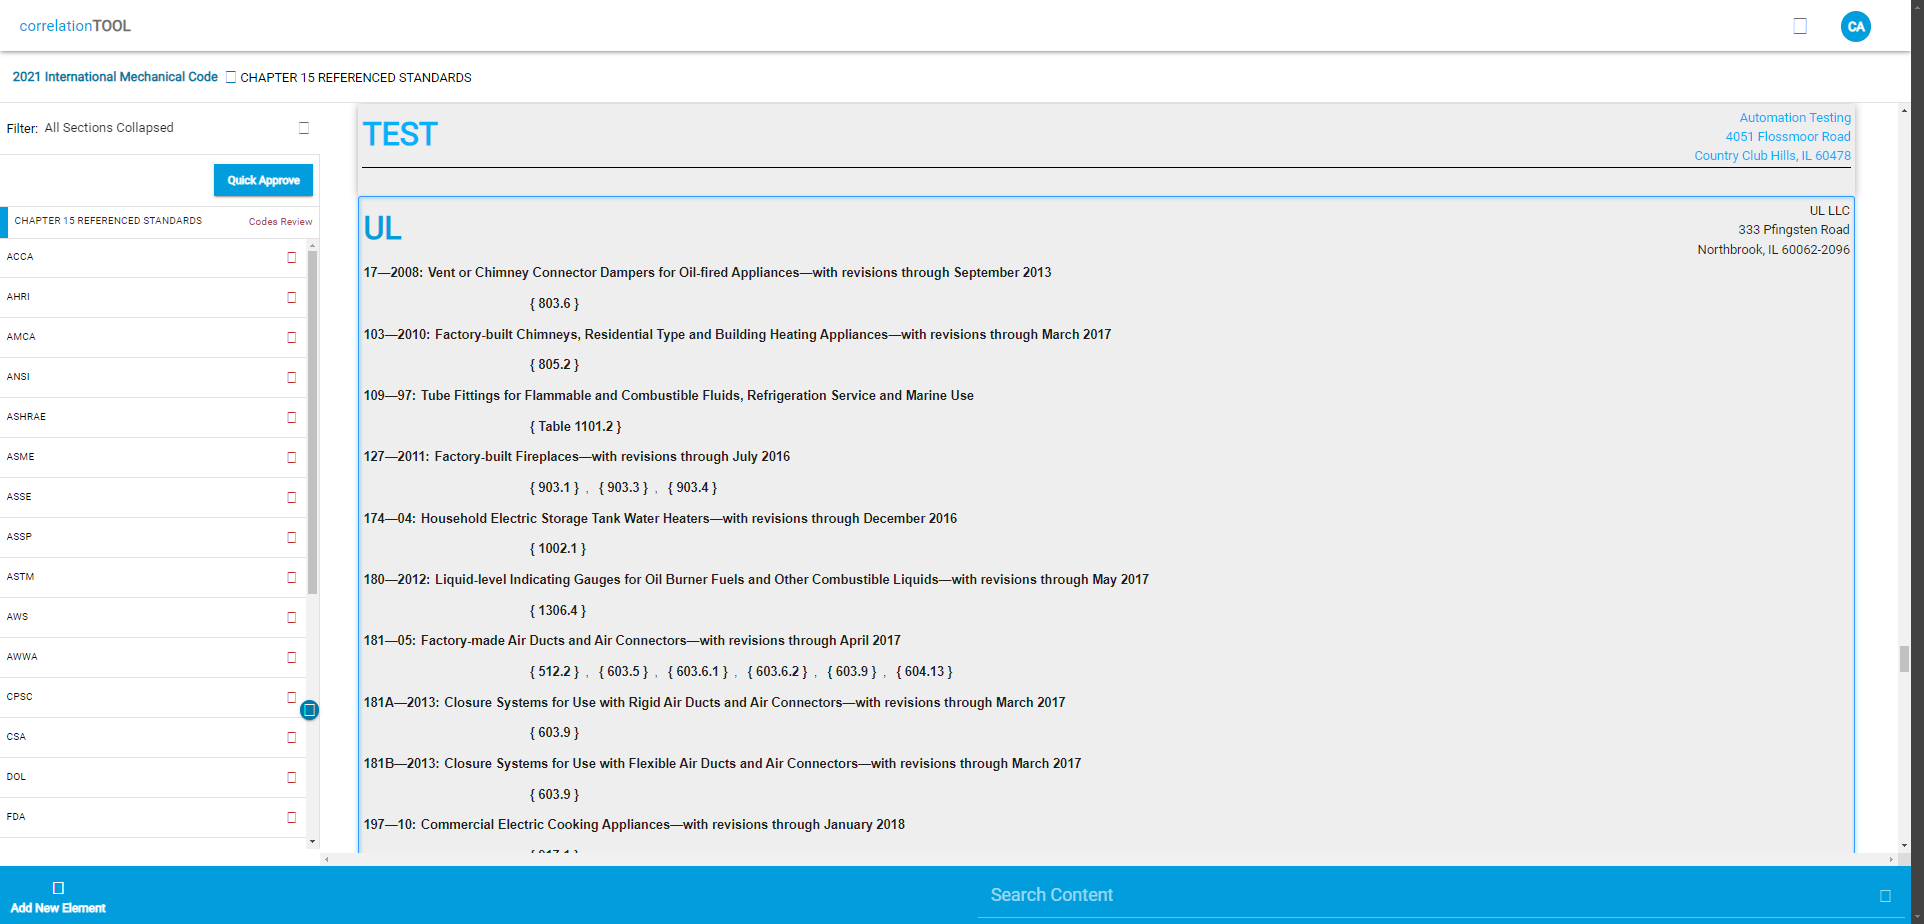 correlationTOOL
CA
2021 International Mechanical Code CHAPTER 15 REFERENCED STANDARDS
Filter: All Sections Collapsed
Quick Approve
CHAPTER 15 REFERENCED STANDARDS Codes Review
ACCA
AHRI
AMCA
ANSI
ASHRAE
ASME
ASSE
ASSP
ASTM
AWS
AWWA
CPSC
CSA
DOL
FDA
TEST
Automation Testing
4051 Flossmoor Road
Country Club Hills, IL 60478
UL
UL LLC
333 Pfingsten Road
Northbrook, IL 60062-2096
17—2008: Vent or Chimney Connector Dampers for Oil-fired Appliances—with revisions through September 2013
{ 803.6 }
103—2010: Factory-built Chimneys, Residential Type and Building Heating Appliances—with revisions through March 2017
{ 805.2 }
109—97: Tube Fittings for Flammable and Combustible Fluids, Refrigeration Service and Marine Use
{ Table 1101.2 }
127—2011: Factory-built Fireplaces—with revisions through July 2016
{ 903.1 } , { 903.3 } , { 903.4 }
174—04: Household Electric Storage Tank Water Heaters—with revisions through December 2016
{ 1002.1 }
180—2012: Liquid-level Indicating Gauges for Oil Burner Fuels and Other Combustible Liquids—with revisions through May 2017
{ 1306.4 }
181—05: Factory-made Air Ducts and Air Connectors—with revisions through April 2017
{ 512.2 } , { 603.5 } , { 603.6.1 } , { 603.6.2 } , { 603.9 } , { 604.13 }
181A—2013: Closure Systems for Use with Rigid Air Ducts and Air Connectors—with revisions through March 2017
{ 603.9 }
181B—2013: Closure Systems for Use with Flexible Air Ducts and Air Connectors—with revisions through March 2017
{ 603.9 }
197—10: Commercial Electric Cooking Appliances—with revisions through January 2018
Add New Element
Search Content